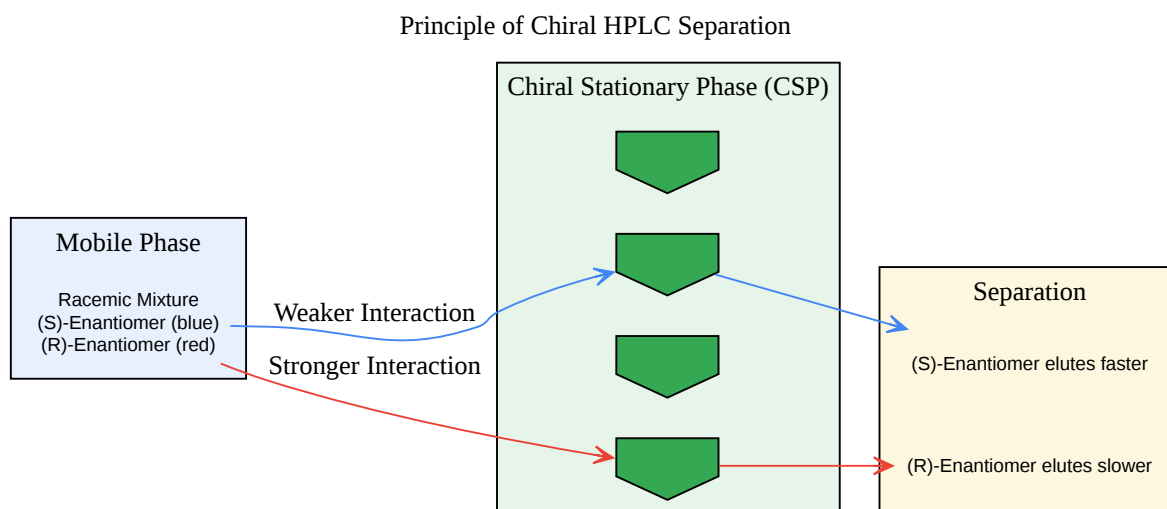 Principle of Chiral HPLC Separation
Chiral Stationary Phase (CSP)
Mobile Phase
Racemic Mixture
(S)-Enantiomer (blue)
(R)-Enantiomer (red)
Weaker Interaction
Stronger Interaction
Separation
(S)-Enantiomer elutes faster
(R)-Enantiomer elutes slower